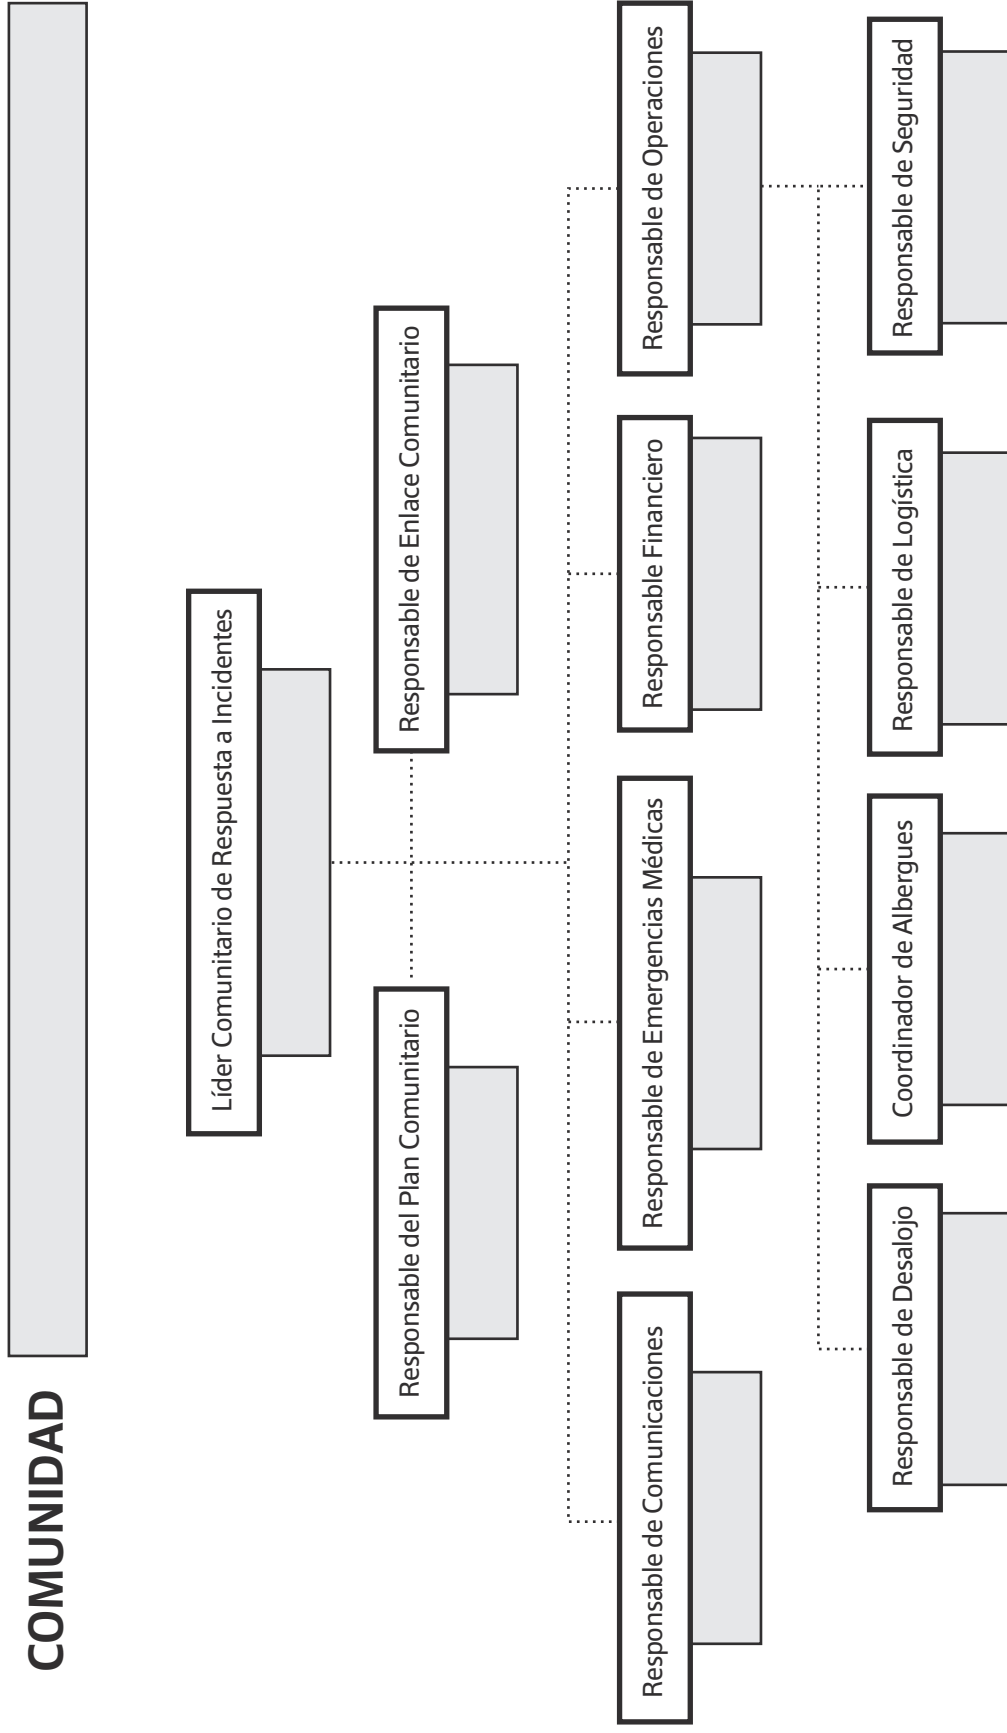 COMUNIDAD
Líder Comunitario de Respuesta a Incidentes
Responsable del Plan Comunitario
Responsable de Enlace Comunitario
Responsable de Comunicaciones
Responsable de Emergencias Médicas
Responsable Financiero
Responsable de Operaciones
Responsable de Desalojo
Coordinador de Albergues
Responsable de Logística
Responsable de Seguridad